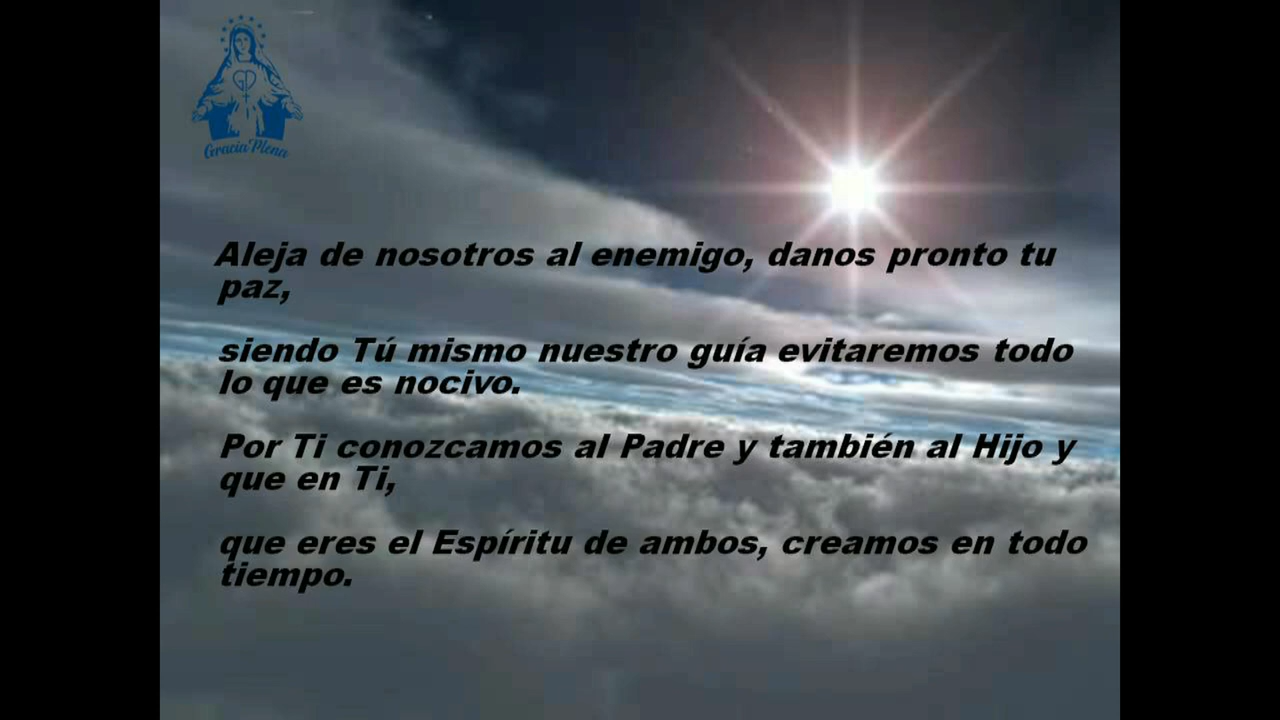 GP
Gracia Plena
Aleja de nosotros al enemigo, danos pronto tu
paz,
siendo Tú mismo nuestro guía evitaremos todo
lo que es nocivo.
Por Ti conozcamos al Padre y también al Hijo y
que en Ti,
que eres el Espíritu de ambos, creamos en todo
tiempo.